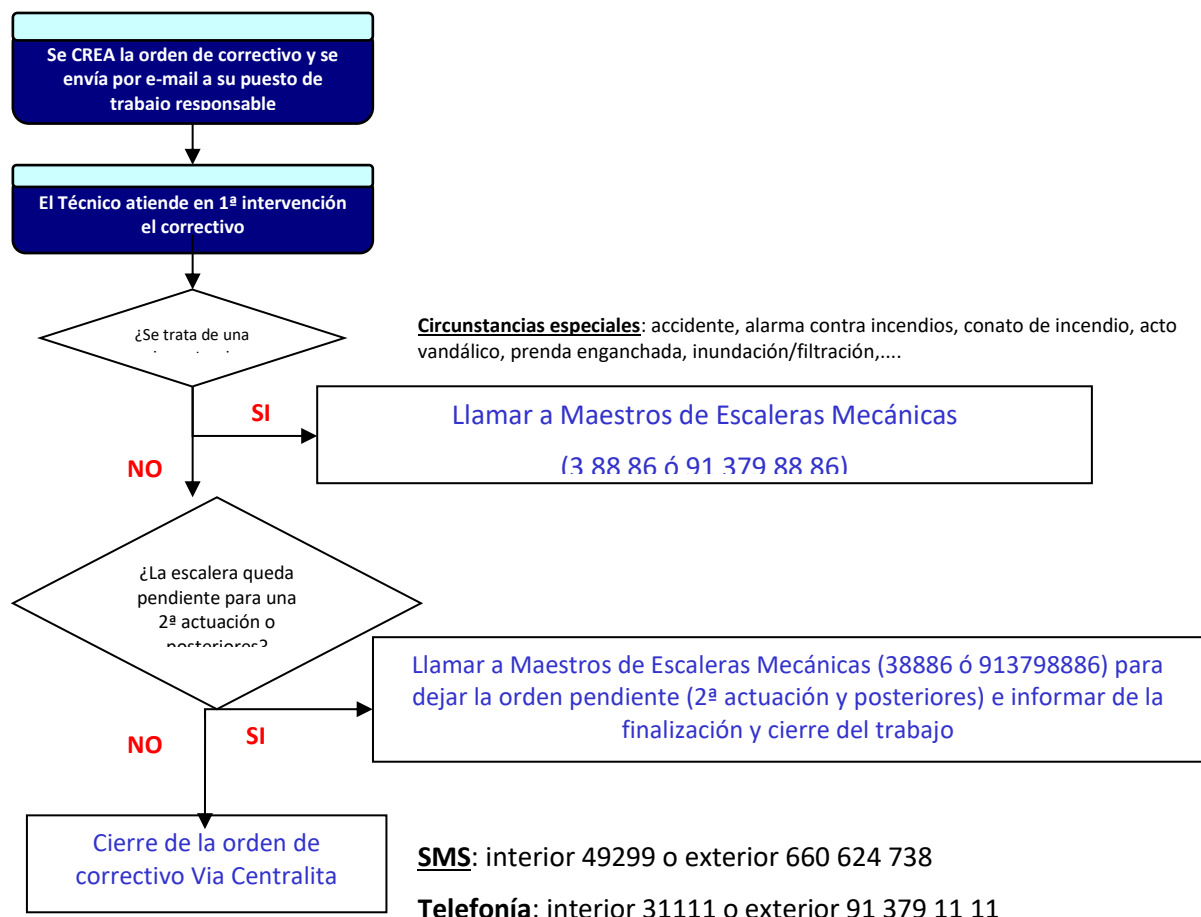 Se CREA la orden de correctivo y se
envía por e-mail a su puesto de
trabajo responsable
El Técnico atiende en 1ª intervención
el correctivo
¿Se trata de una
Circunstancias especiales: accidente, alarma contra incendios, conato de incendio, acto
vandálico, prenda enganchada, inundación/filtración,....
SI
Llamar a Maestros de Escaleras Mecánicas
(3 88 86 ó 91 379 88 86)
NO
¿La escalera queda
pendiente para una
2ª actuación o
posteriores?
Llamar a Maestros de Escaleras Mecánicas (38886 ó 913798886) para
dejar la orden pendiente (2ª actuación y posteriores) e informar de la
finalización y cierre del trabajo
NO
SI
Cierre de la orden de
correctivo Via Centralita
SMS: interior 49299 o exterior 660 624 738
Telefonía: interior 31111 o exterior 91 379 11 11